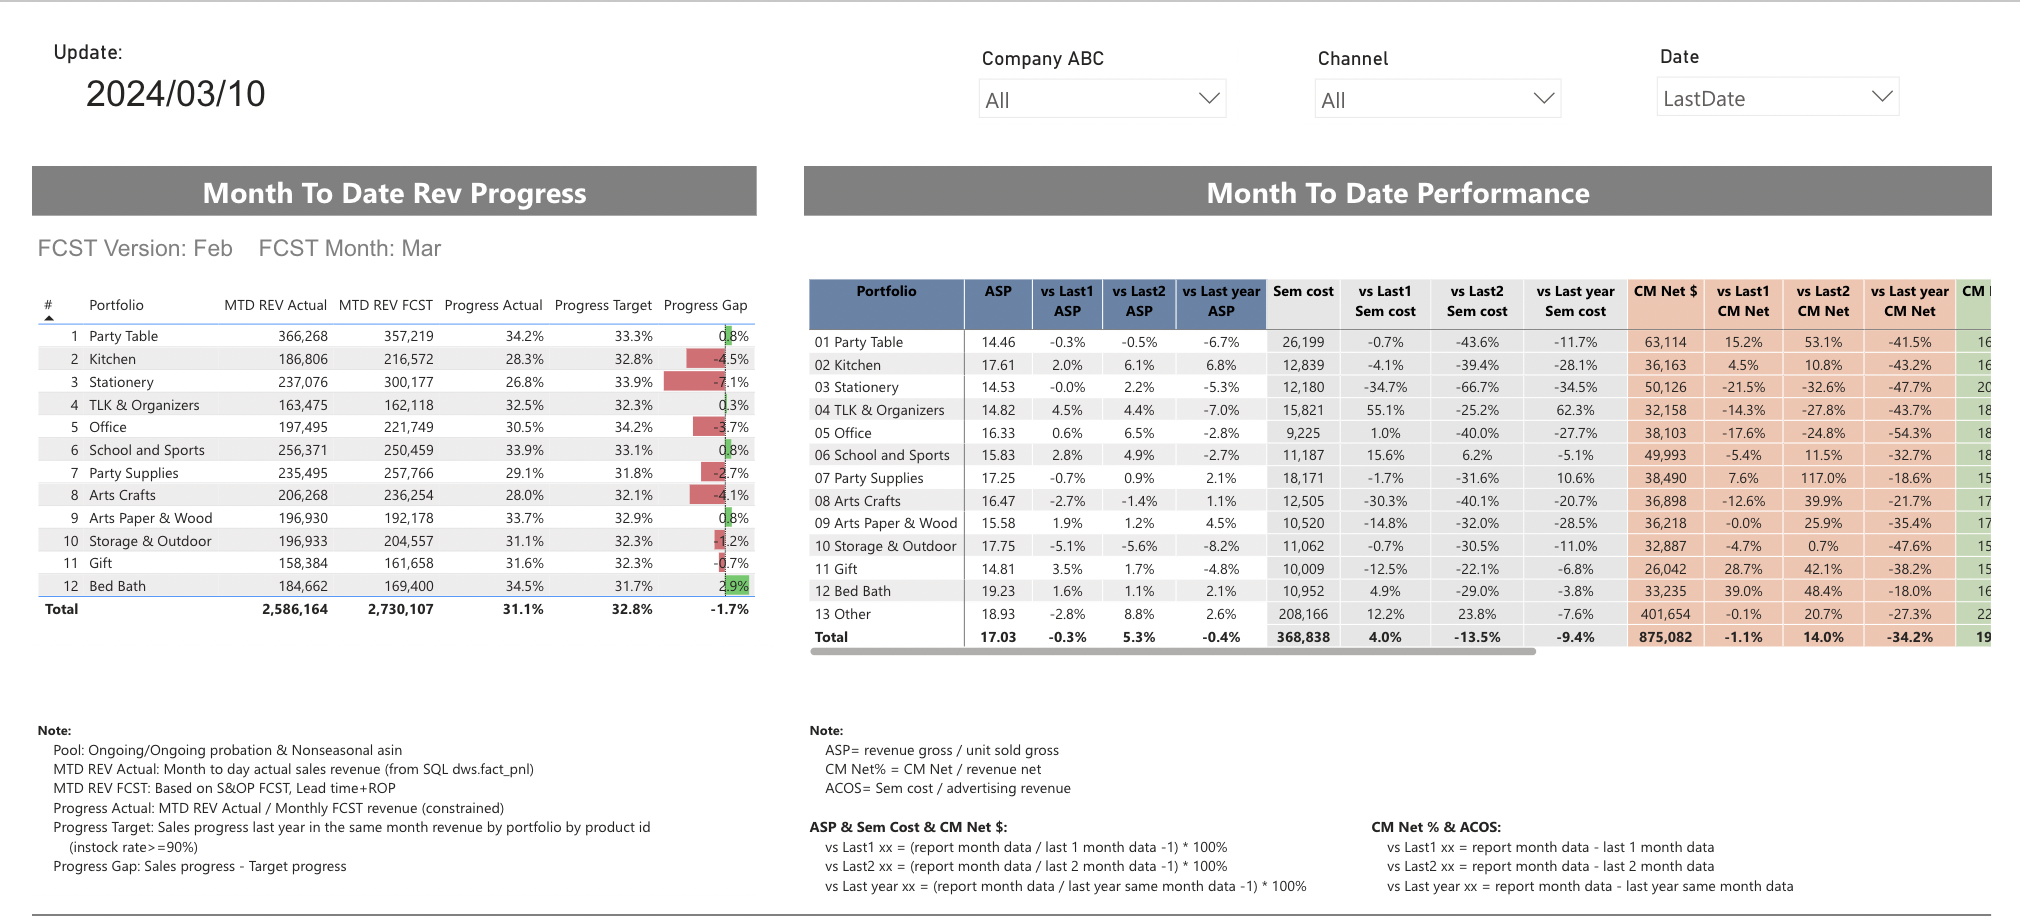 Update:
2024/03/10
Company ABC
All
Channel
All
Date
LastDate
Month To Date Rev Progress
FCST Version: Feb FCST Month: Mar
# Portfolio MTD REV Actual MTD REV FCST Progress Actual Progress Target Progress Gap
1 Party Table 366,268 357,219 34.2% 33.3% 0.8%
2 Kitchen 186,806 216,572 28.3% 32.8% -4.5%
3 Stationery 237,076 300,177 26.8% 33.9% -7.1%
4 TLK & Organizers 163,475 162,118 32.5% 32.3% 0.3%
5 Office 197,495 221,749 30.5% 34.2% -3.7%
6 School and Sports 256,371 250,459 33.9% 33.1% 0.8%
7 Party Supplies 235,495 257,766 29.1% 31.8% -2.7%
8 Arts Crafts 206,268 236,254 28.0% 32.1% -4.1%
9 Arts Paper & Wood 196,930 192,178 33.7% 32.9% 0.8%
10 Storage & Outdoor 196,933 204,557 31.1% 32.3% -1.2%
11 Gift 158,384 161,658 31.6% 32.3% -0.7%
12 Bed Bath 184,662 169,400 34.5% 31.7% 2.9%
Total 2,586,164 2,730,107 31.1% 32.8% -1.7%
Note:
Pool: Ongoing/Ongoing probation & Nonseasonal asin
MTD REV Actual: Month to day actual sales revenue (from SQL dws.fact_pnl)
MTD REV FCST: Based on S&OP FCST, Lead time+ROP
Progress Actual: MTD REV Actual / Monthly FCST revenue (constrained)
Progress Target: Sales progress last year in the same month revenue by portfolio by product id
(instock rate>=90%)
Progress Gap: Sales progress - Target progress
Month To Date Performance
Portfolio ASP vs Last1 vs Last2 vs Last year Sem cost vs Last1 vs Last2 vs Last year CM Net $ vs Last1 vs Last2 vs Last year CM
ASP ASP ASP Sem cost Sem cost Sem cost CM Net CM Net CM Net
01 Party Table 14.46 -0.3% -0.5% -6.7% 26,199 -0.7% -43.6% -11.7% 63,114 15.2% 53.1% -41.5% 16
02 Kitchen 17.61 2.0% 6.1% 6.8% 12,839 -4.1% -39.4% -28.1% 36,163 4.5% 10.8% -43.2% 16
03 Stationery 14.53 -0.0% 2.2% -5.3% 12,180 -34.7% -66.7% -34.5% 50,126 -21.5% -32.6% -47.7% 20
04 TLK & Organizers 14.82 4.5% 4.4% -7.0% 15,821 55.1% -25.2% 62.3% 32,158 -14.3% -27.8% -43.7% 18
05 Office 16.33 0.6% 6.5% -2.8% 9,225 1.0% -40.0% -27.7% 38,103 -17.6% -24.8% -54.3% 18
06 School and Sports 15.83 2.8% 4.9% -2.7% 11,187 15.6% 6.2% -5.1% 49,993 -5.4% 11.5% -32.7% 18
07 Party Supplies 17.25 -0.7% 0.9% 2.1% 18,171 -1.7% -31.6% 10.6% 38,490 7.6% 117.0% -18.6% 15
08 Arts Crafts 16.47 -2.7% -1.4% 1.1% 12,505 -30.3% -40.1% -20.7% 36,898 -12.6% 39.9% -21.7% 17
09 Arts Paper & Wood 15.58 1.9% 1.2% 4.5% 10,520 -14.8% -32.0% -28.5% 36,218 -0.0% 25.9% -35.4% 17
10 Storage & Outdoor 17.75 -5.1% -5.6% -8.2% 11,062 -0.7% -30.5% -11.0% 32,887 -4.7% 0.7% -47.6% 15
11 Gift 14.81 3.5% 1.7% -4.8% 10,009 -12.5% -22.1% -6.8% 26,042 28.7% 42.1% -38.2% 15
12 Bed Bath 19.23 1.6% 1.1% 2.1% 10,952 4.9% -29.0% -3.8% 33,235 39.0% 48.4% -18.0% 16
13 Other 18.93 -2.8% 8.8% 2.6% 208,166 12.2% 23.8% -7.6% 401,654 -0.1% 20.7% -27.3% 22
Total 17.03 -0.3% 5.3% -0.4% 368,838 4.0% -13.5% -9.4% 875,082 -1.1% 14.0% -34.2% 19
Note:
ASP= revenue gross / unit sold gross
CM Net% = CM Net / revenue net
ACOS= Sem cost / advertising revenue
ASP & Sem Cost & CM Net $:
vs Last1 xx = (report month data / last 1 month data -1) * 100%
vs Last2 xx = (report month data / last 2 month data -1) * 100%
vs Last year xx = (report month data / last year same month data -1) * 100%
CM Net % & ACOS:
vs Last1 xx = report month data - last 1 month data
vs Last2 xx = report month data - last 2 month data
vs Last year xx = report month data - last year same month data